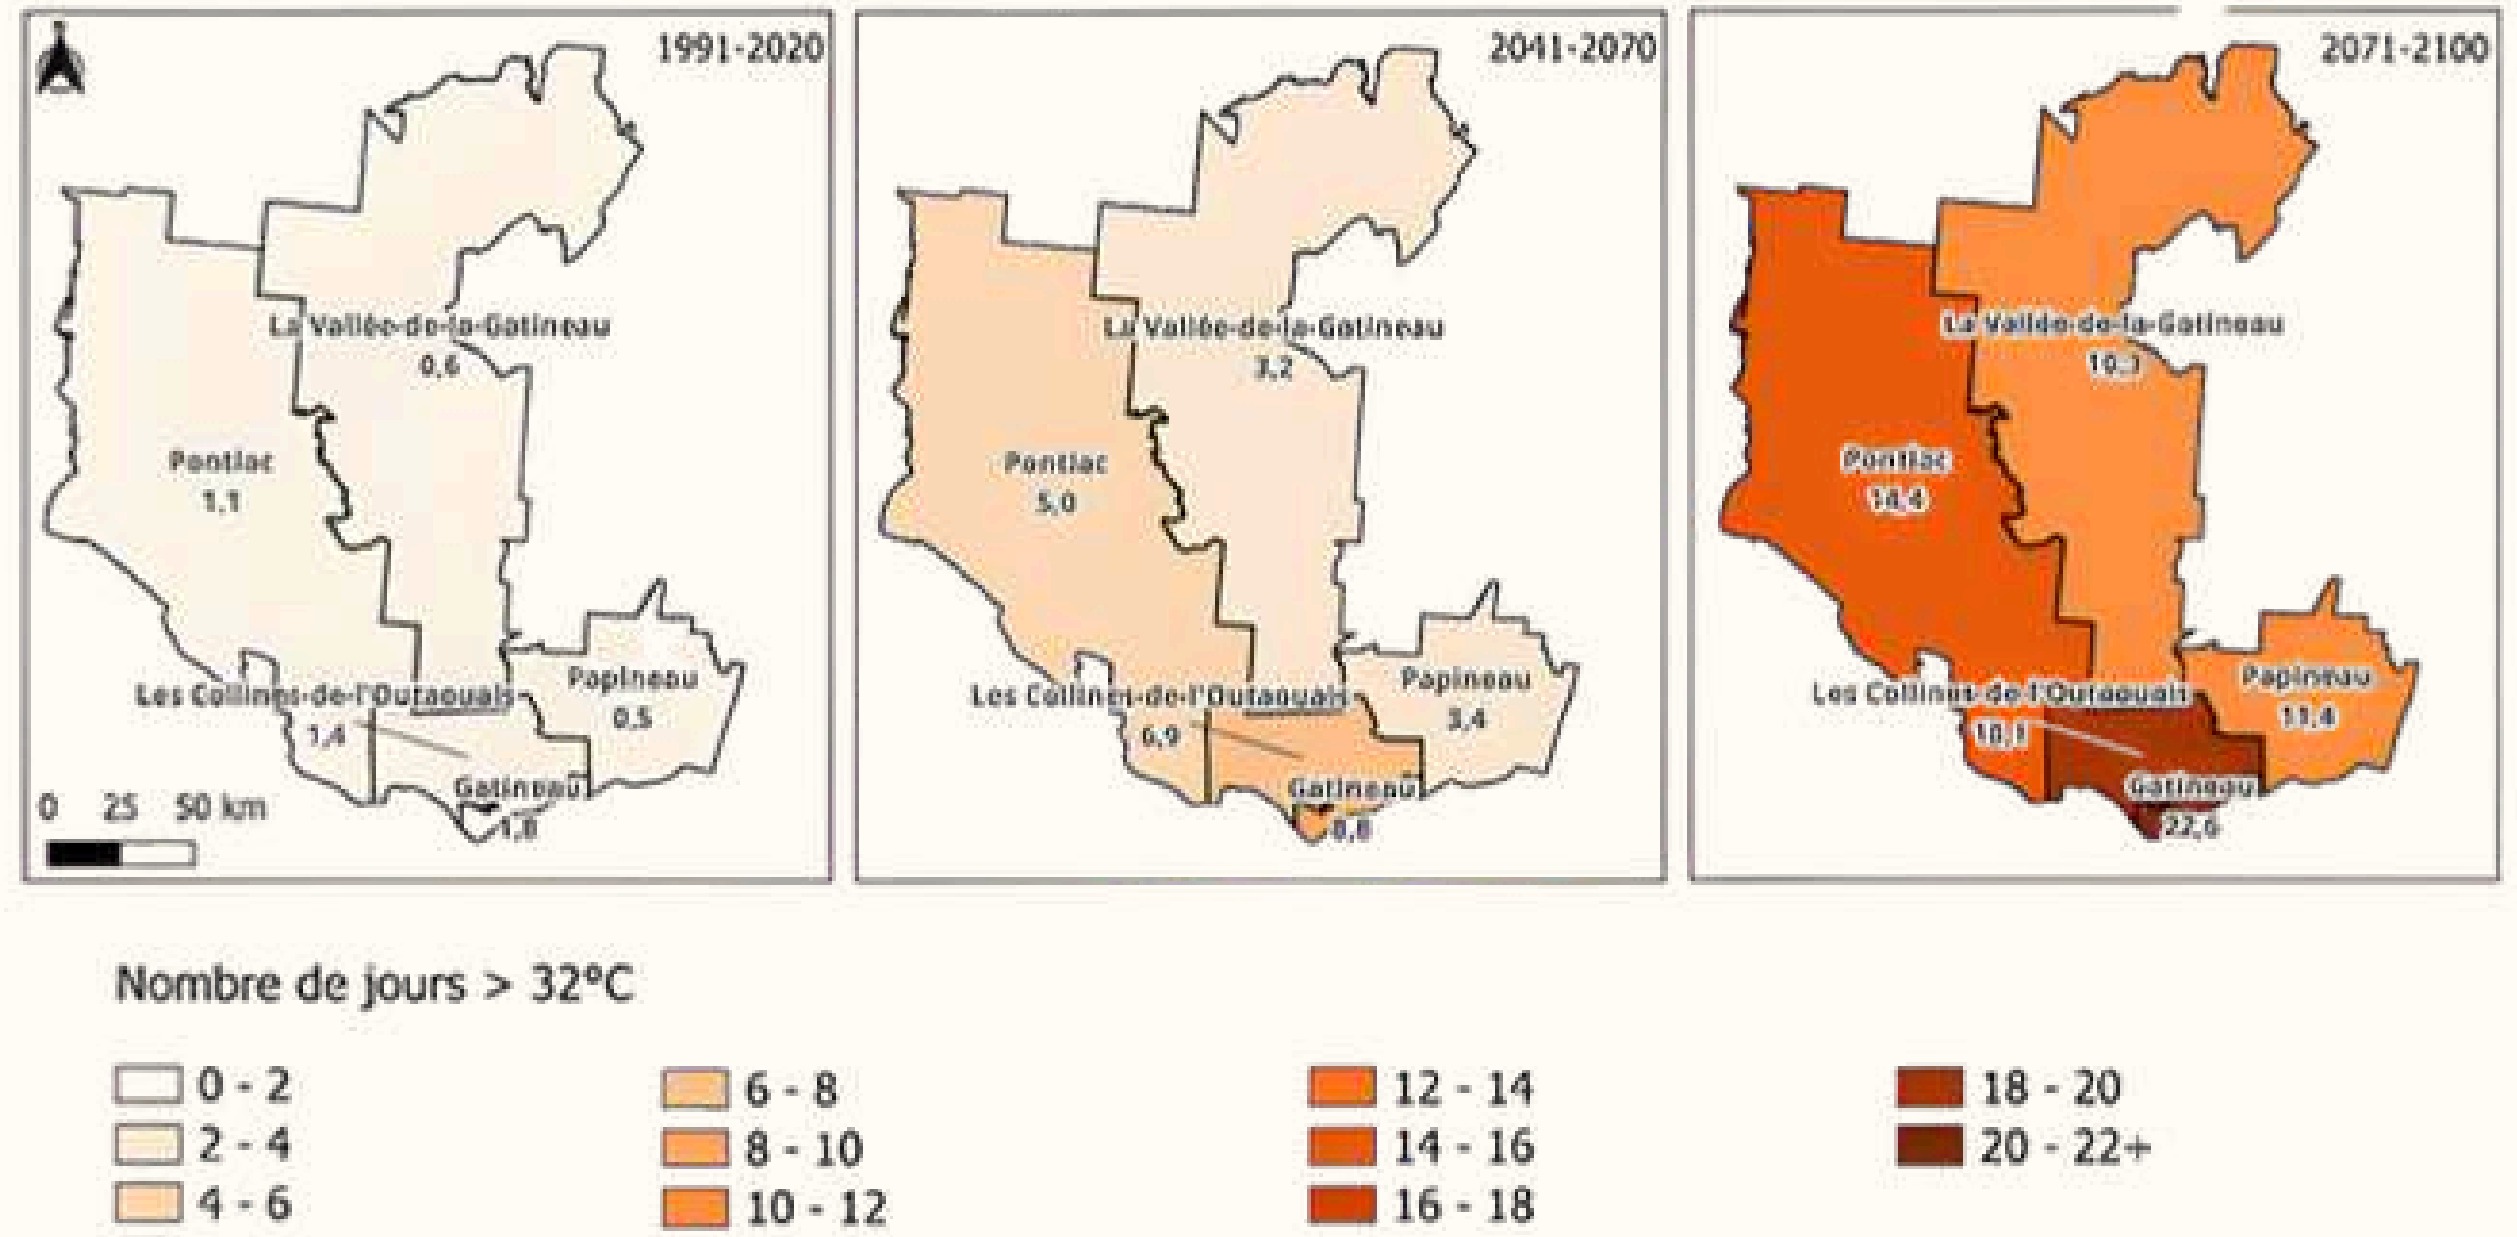 1991-2020
La Vallée-de-la-Gatineau
0,6
Pontiac
1,1
Papineau
0,5
Les Collines-de-l'Outaouais
1,4
Gatineau
1,8
0 25 50 km
2041-2070
La Vallée-de-la-Gatineau
3,2
Pontiac
5,0
Papineau
3,4
Les Collines-de-l'Outaouais
6,9
Gatineau
8,8
2071-2100
La Vallée-de-la-Gatineau
Pontiac
14,4
Papineau
11,4
Les Collines-de-l'Outaouais
Gatineau
22,6
Nombre de jours > 32°C
0 - 2
2 - 4
4 - 6
6 - 8
8 - 10
10 - 12
12 - 14
14 - 16
16 - 18
18 - 20
20 - 22+